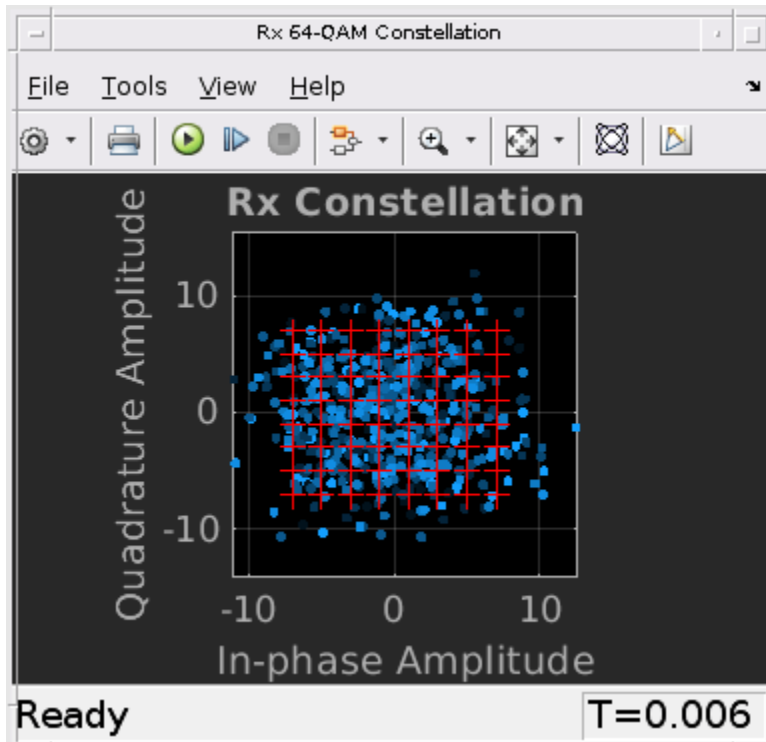 Rx 64-QAM Constellation
File Tools View Help
Rx Constellation
Quadrature Amplitude
10
0
-10
-10 0 10
In-phase Amplitude
Ready T=0.006